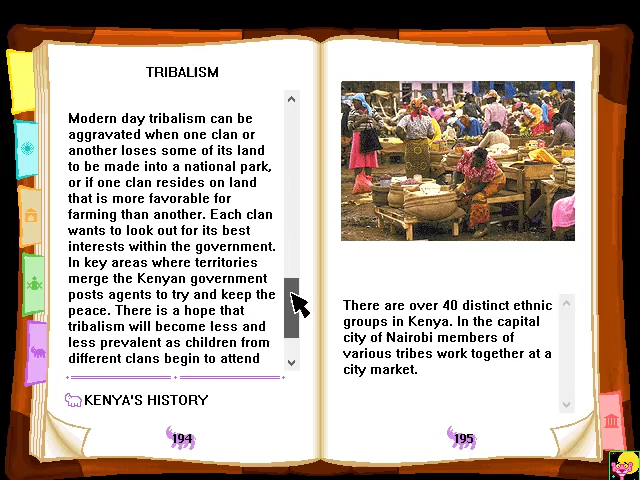 TRIBALISM
Modern day tribalism can be
aggravated when one clan or
another loses some of its land
to be made into a national park,
or if one clan resides on land
that is more favorable for
farming than another. Each clan
wants to look out for its best
interests within the government.
In key areas where territories
merge the Kenyan government
posts agents to try and keep the
peace. There is a hope that
tribalism will become less and
less prevalent as children from
different clans begin to attend
KENYA'S HISTORY
194
There are over 40 distinct ethnic
groups in Kenya. In the capital
city of Nairobi members of
various tribes work together at a
city market.
195